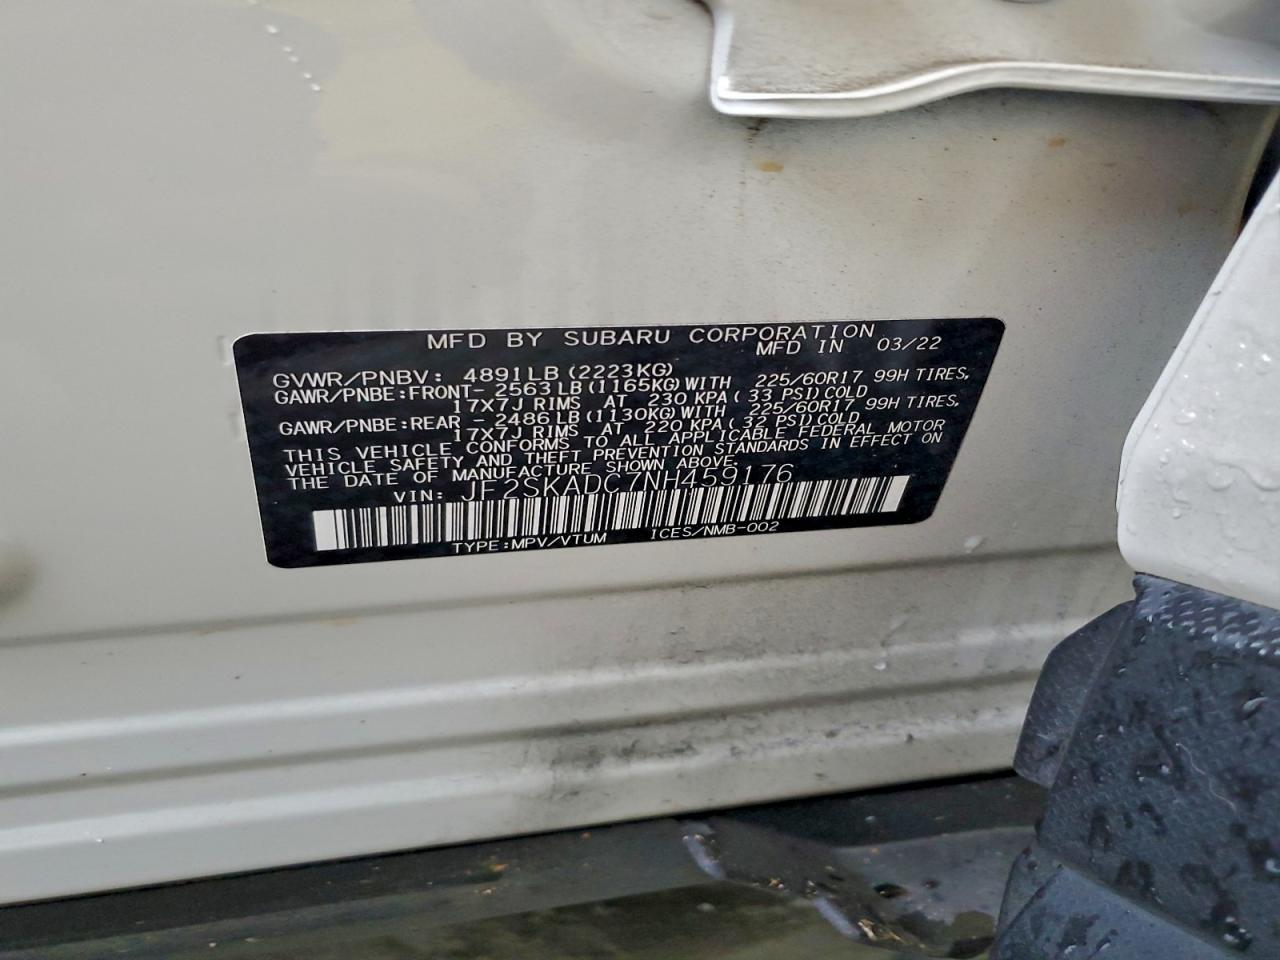 MFD BY SUBARU CORPORATION
MFD IN 03/22
GVWR/PNBV: 4891LB(2223KG)
GAWR/PNBE:FRONT- 2563LB(1165KG)WITH 225/60R17 99H TIRES,
17X7J RIMS AT 230 KPA( 33 PSI)COLD
GAWR/PNBE:REAR - 2486LB(1130KG)WITH 225/60R17 99H TIRES,
17X7J RIMS AT 220 KPA( 32 PSI)COLD
THIS VEHICLE CONFORMS TO ALL APPLICABLE FEDERAL MOTOR
VEHICLE SAFETY AND THEFT PREVENTION STANDARDS IN EFFECT ON
THE DATE OF MANUFACTURE SHOWN ABOVE.
VIN: JF2SKADC7NH459176
TYPE:MPV/VTUM ICES/NMB-002